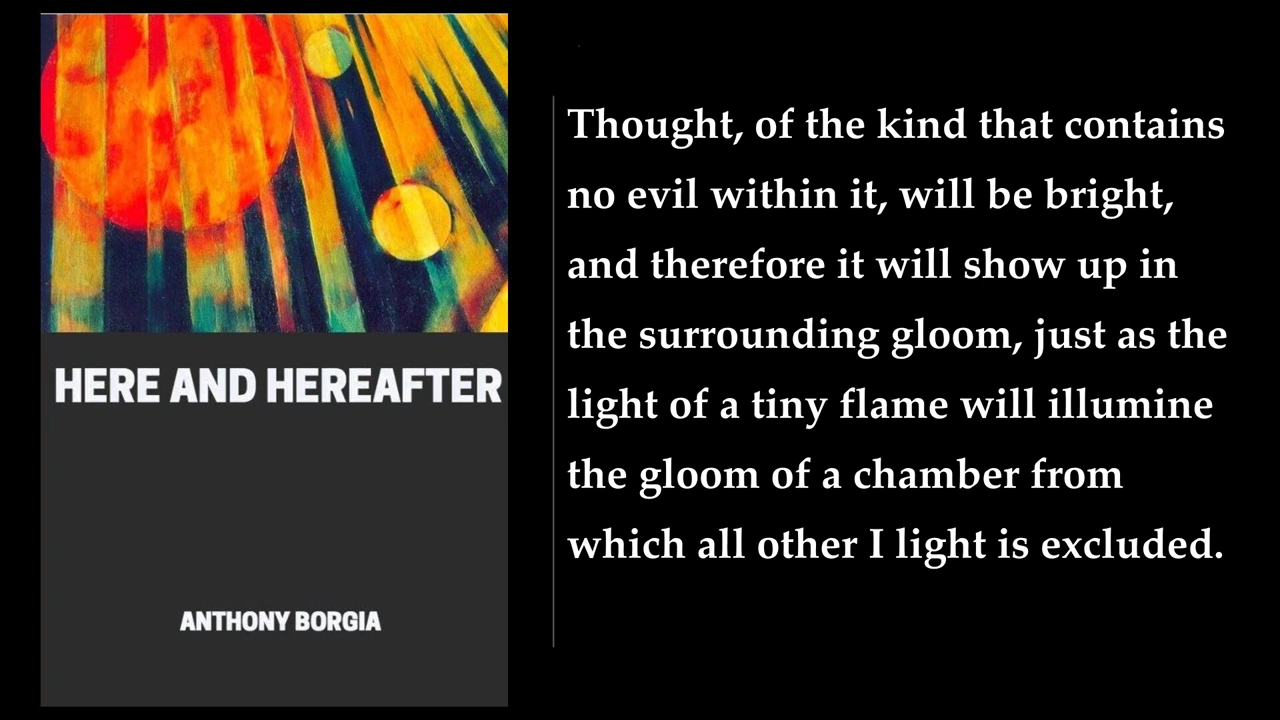 HERE AND HEREAFTER
ANTHONY BORGIA
Thought, of the kind that contains
no evil within it, will be bright,
and therefore it will show up in
the surrounding gloom, just as the
light of a tiny flame will illumine
the gloom of a chamber from
which all other I light is excluded.